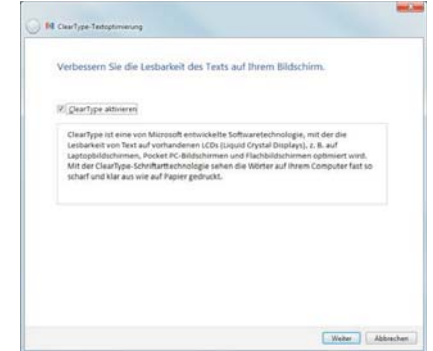 ClearType-Textoptimierung
Verbessern Sie die Lesbarkeit des Texts auf Ihrem Bildschirm.
ClearType aktivieren
ClearType ist eine von Microsoft entwickelte Softwaretechnologie, mit der die
Lesbarkeit von Text auf vorhandenen LCDs (Liquid Crystal Displays), z. B. auf
Laptopbildschirmen, Pocket PC-Bildschirmen und Flachbildschirmen optimiert wird.
Mit der ClearType-Schriftarttechnologie sehen die Wörter auf Ihrem Computer fast so
scharf und klar aus wie auf Papier gedruckt.
Weiter Abbrechen